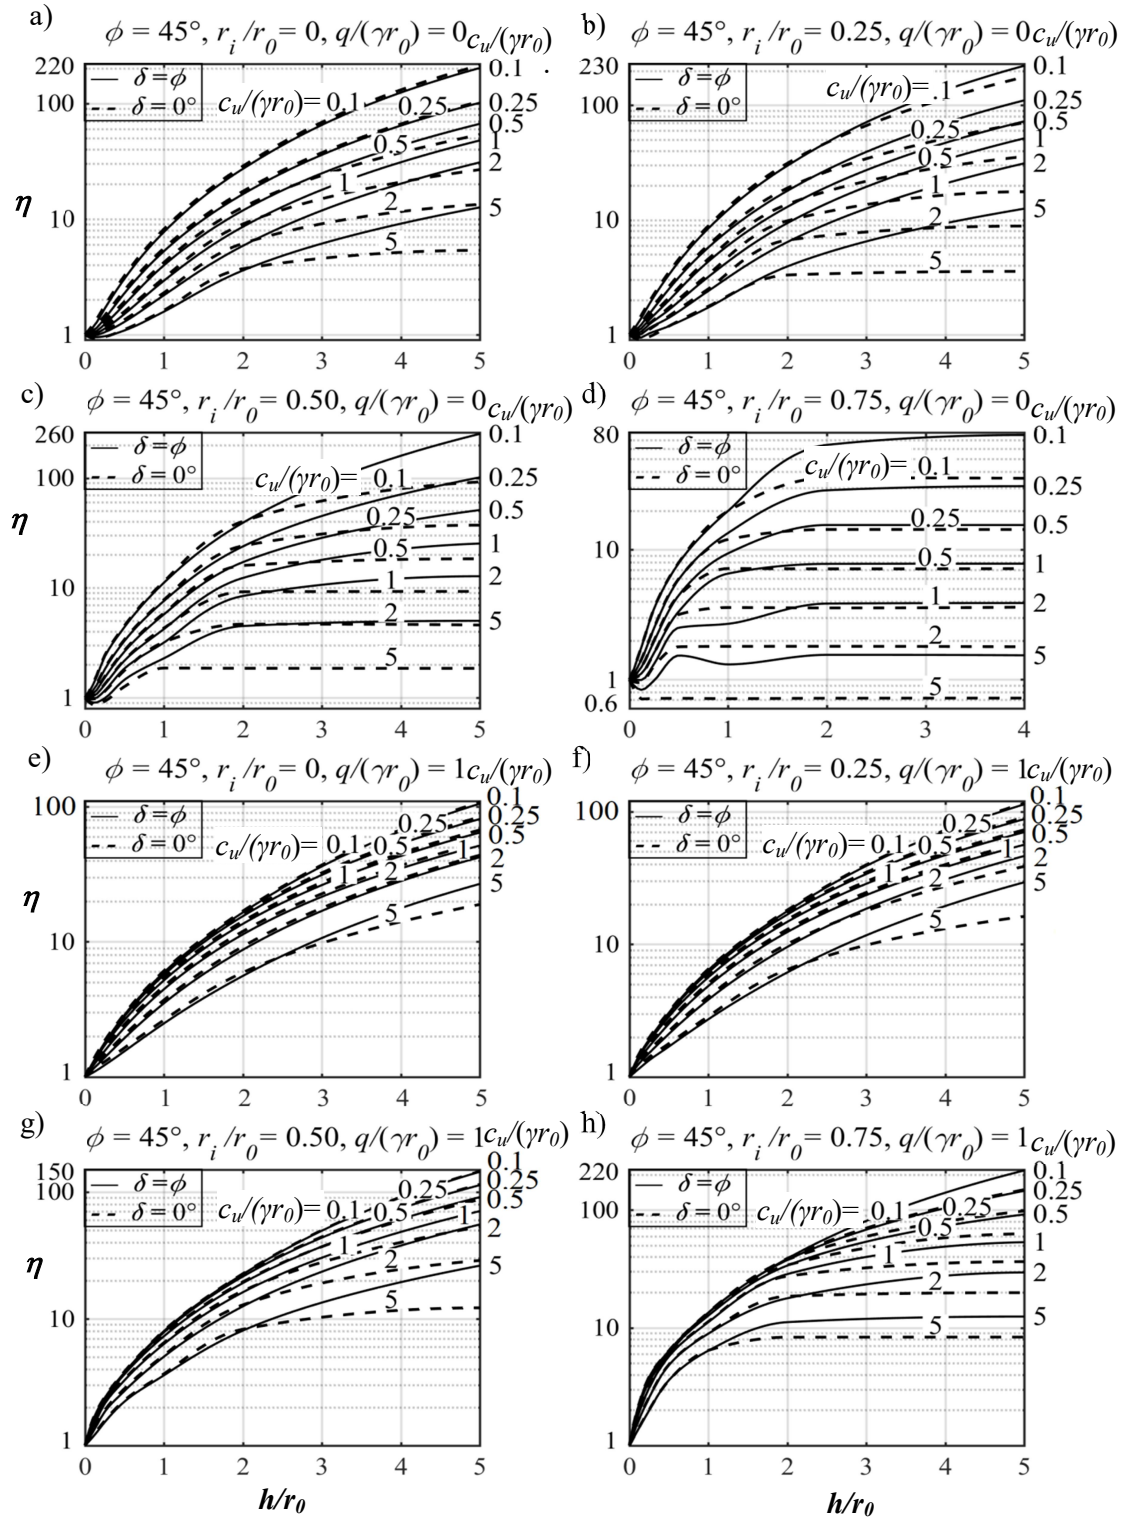 a) ϕ = 45°, r_i /r_0 = 0, q/(γr_0) = 0 c_u/(γr_0)
220
100
10
1
η
δ = ϕ
δ = 0°
c_u/(γr_0) = 0.1
0.25
0.5
1
2
5
0.1
0.25
0.5
1
2
5
0 1 2 3 4 5
b) ϕ = 45°, r_i /r_0 = 0.25, q/(γr_0) = 0 c_u/(γr_0)
230
100
10
1
δ = ϕ
δ = 0°
c_u/(γr_0) = .1
0.25
0.5
1
2
5
0.1
0.25
0.5
1
2
5
0 1 2 3 4 5
c) ϕ = 45°, r_i /r_0 = 0.50, q/(γr_0) = 0 c_u/(γr_0)
260
100
10
1
η
δ = ϕ
δ = 0°
c_u/(γr_0) = 0.1
0.25
0.5
1
2
5
0.1
0.25
0.5
1
2
5
0 1 2 3 4 5
d) ϕ = 45°, r_i /r_0 = 0.75, q/(γr_0) = 0 c_u/(γr_0)
80
10
1
0.6
δ = ϕ
δ = 0°
c_u/(γr_0) = 0.1
0.25
0.5
1
2
5
0.1
0.25
0.5
1
2
5
0 1 2 3 4
e) ϕ = 45°, r_i /r_0 = 0, q/(γr_0) = 1 c_u/(γr_0)
100
10
1
η
δ = ϕ
δ = 0°
c_u/(γr_0) = 0.1
0.25
0.5
1
2
5
0.1
0.25
0.5
1
2
5
0 1 2 3 4 5
f) ϕ = 45°, r_i /r_0 = 0.25, q/(γr_0) = 1 c_u/(γr_0)
100
10
1
δ = ϕ
δ = 0°
c_u/(γr_0) = 0.1
0.25
0.5
1
1
2
5
0.1
0.25
0.5
2
5
0 1 2 3 4 5
g) ϕ = 45°, r_i /r_0 = 0.50, q/(γr_0) = 1 c_u/(γr_0)
150
100
10
1
η
δ = ϕ
δ = 0°
c_u/(γr_0) = 0.1
0.25
0.5
1
1
2
5
0.1
0.25
0.5
2
5
0 1 2 3 4 5
h/r_0
h) ϕ = 45°, r_i /r_0 = 0.75, q/(γr_0) = 1 c_u/(γr_0)
220
100
10
1
δ = ϕ
δ = 0°
c_u/(γr_0) = 0.1
0.25
0.5
1
2
5
0.1
0.25
0.5
1
2
5
0 1 2 3 4 5
h/r_0